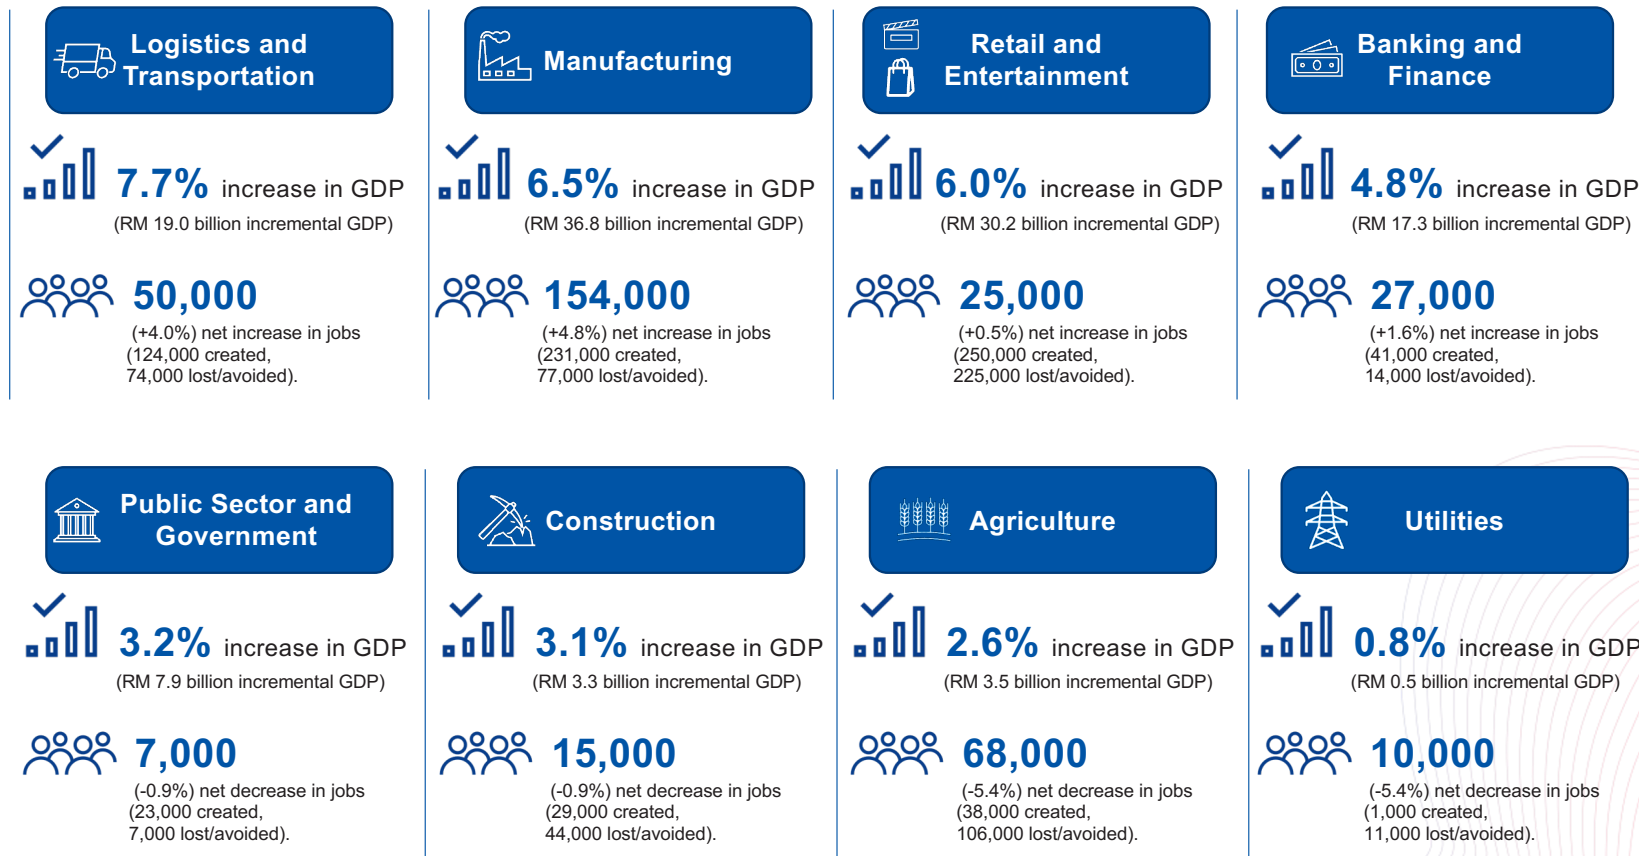 Logistics and
Transportation
7.7% increase in GDP
(RM 19.0 billion incremental GDP)
50,000
(+4.0%) net increase in jobs
(124,000 created,
74,000 lost/avoided).
Manufacturing
6.5% increase in GDP
(RM 36.8 billion incremental GDP)
154,000
(+4.8%) net increase in jobs
(231,000 created,
77,000 lost/avoided).
Retail and
Entertainment
6.0% increase in GDP
(RM 30.2 billion incremental GDP)
25,000
(+0.5%) net increase in jobs
(250,000 created,
225,000 lost/avoided).
Banking and
Finance
4.8% increase in GDP
(RM 17.3 billion incremental GDP)
27,000
(+1.6%) net increase in jobs
(41,000 created,
14,000 lost/avoided).
Public Sector and
Government
3.2% increase in GDP
(RM 7.9 billion incremental GDP)
7,000
(-0.9%) net decrease in jobs
(23,000 created,
7,000 lost/avoided).
Construction
3.1% increase in GDP
(RM 3.3 billion incremental GDP)
15,000
(-0.9%) net decrease in jobs
(29,000 created,
44,000 lost/avoided).
Agriculture
2.6% increase in GDP
(RM 3.5 billion incremental GDP)
68,000
(-5.4%) net decrease in jobs
(38,000 created,
106,000 lost/avoided).
Utilities
0.8% increase in GDP
(RM 0.5 billion incremental GDP)
10,000
(-5.4%) net decrease in jobs
(1,000 created,
11,000 lost/avoided).